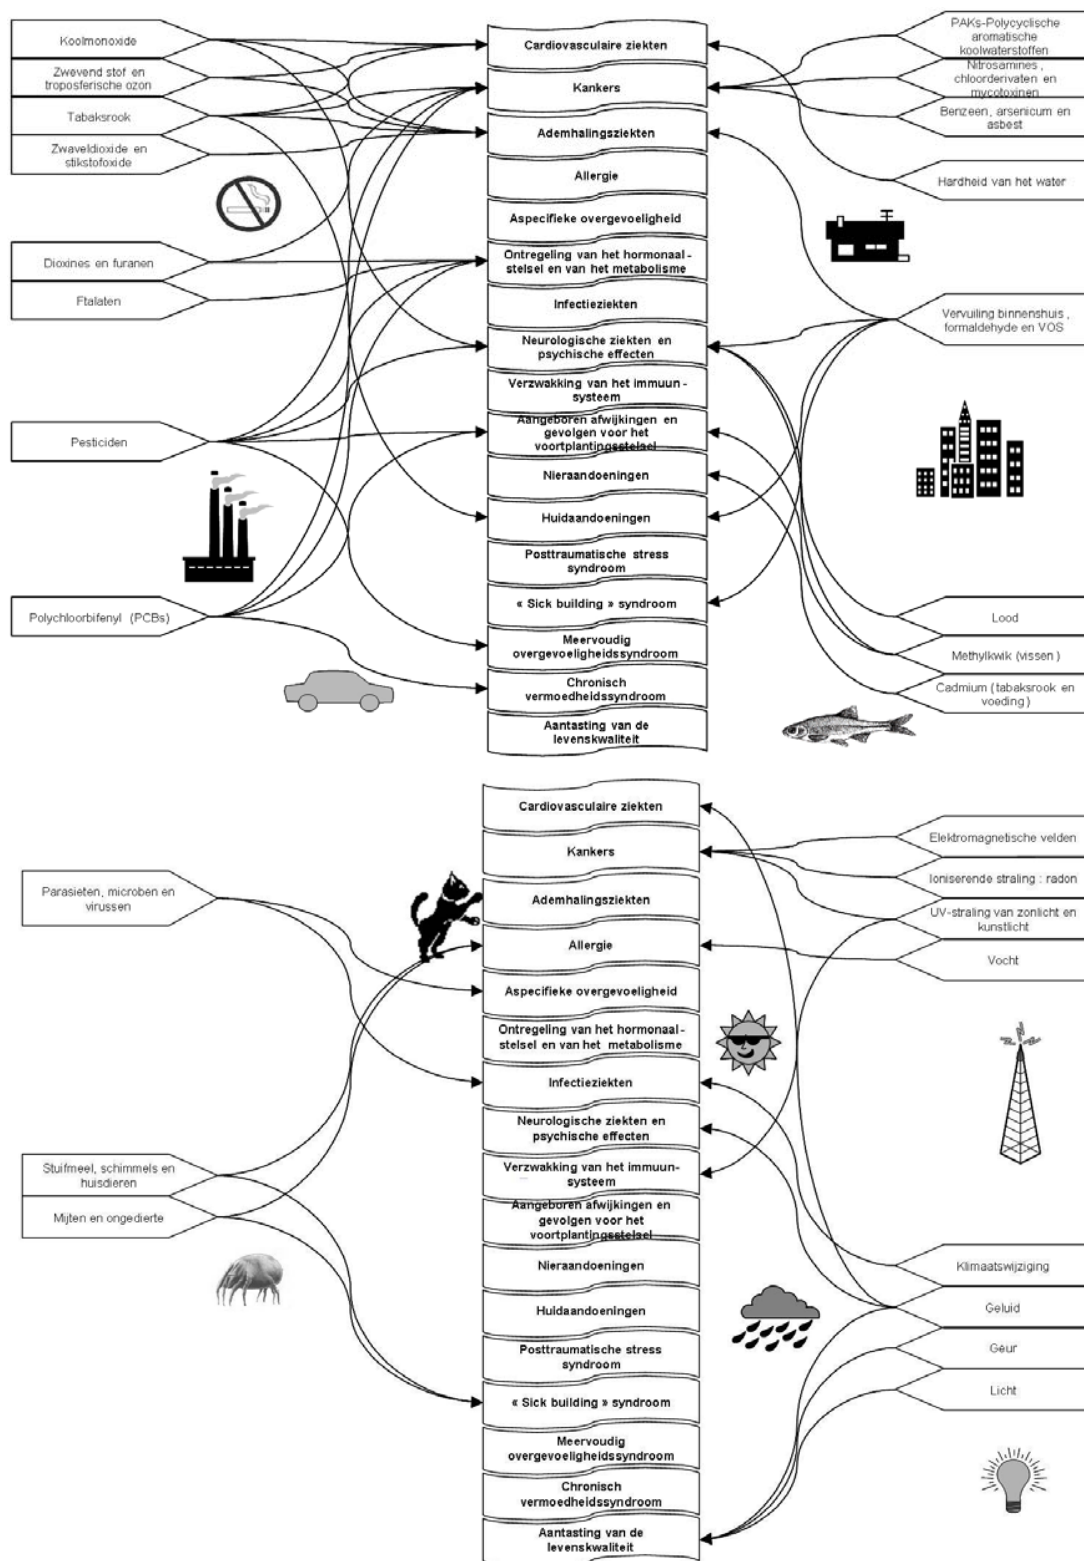 Koolmonoxide
Zwevend stof en
troposferische ozon
Tabaksrook
Zwaveldioxide en
stikstofoxide
Dioxines en furanen
Ftalaten
Pesticiden
Polychloorbifenyl (PCBs)
Cardiovasculaire ziekten
Kankers
Ademhalingsziekten
Allergie
Aspecifieke overgevoeligheid
Ontregeling van het hormonaal-
stelsel en van het metabolisme
Infectieziekten
Neurologische ziekten en
psychische effecten
Verzwakking van het immuun-
systeem
Aangeboren afwijkingen en
gevolgen voor het
voortplantingsstelsel
Nieraandoeningen
Huidaandoeningen
Posttraumatische stress
syndroom
« Sick building » syndroom
Meervoudig
overgevoeligheidssyndroom
Chronisch
vermoedheidssyndroom
Aantasting van de
levenskwaliteit
PAKs-Polycyclische
aromatische
koolwaterstoffen
Nitrosamines,
chloorderivaten en
mycotoxinen
Benzeen, arsenicum en
asbest
Hardheid van het water
Vervuiling binnenshuis,
formaldehyde en VOS
Lood
Methylkwik (vissen)
Cadmium (tabaksrook en
voeding)
Parasieten, microben en
virussen
Stuifmeel, schimmels en
huisdieren
Mijten en ongedierte
Cardiovasculaire ziekten
Kankers
Ademhalingsziekten
Allergie
Aspecifieke overgevoeligheid
Ontregeling van het hormonaal-
stelsel en van het metabolisme
Infectieziekten
Neurologische ziekten en
psychische effecten
Verzwakking van het immuun-
systeem
Aangeboren afwijkingen en
gevolgen voor het
voortplantingsstelsel
Nieraandoeningen
Huidaandoeningen
Posttraumatische stress
syndroom
« Sick building » syndroom
Meervoudig
overgevoeligheidssyndroom
Chronisch
vermoedheidssyndroom
Aantasting van de
levenskwaliteit
Elektromagnetische velden
Ioniserende straling : radon
UV-straling van zonlicht en
kunstlicht
Vocht
Klimaatswijziging
Geluid
Geur
Licht